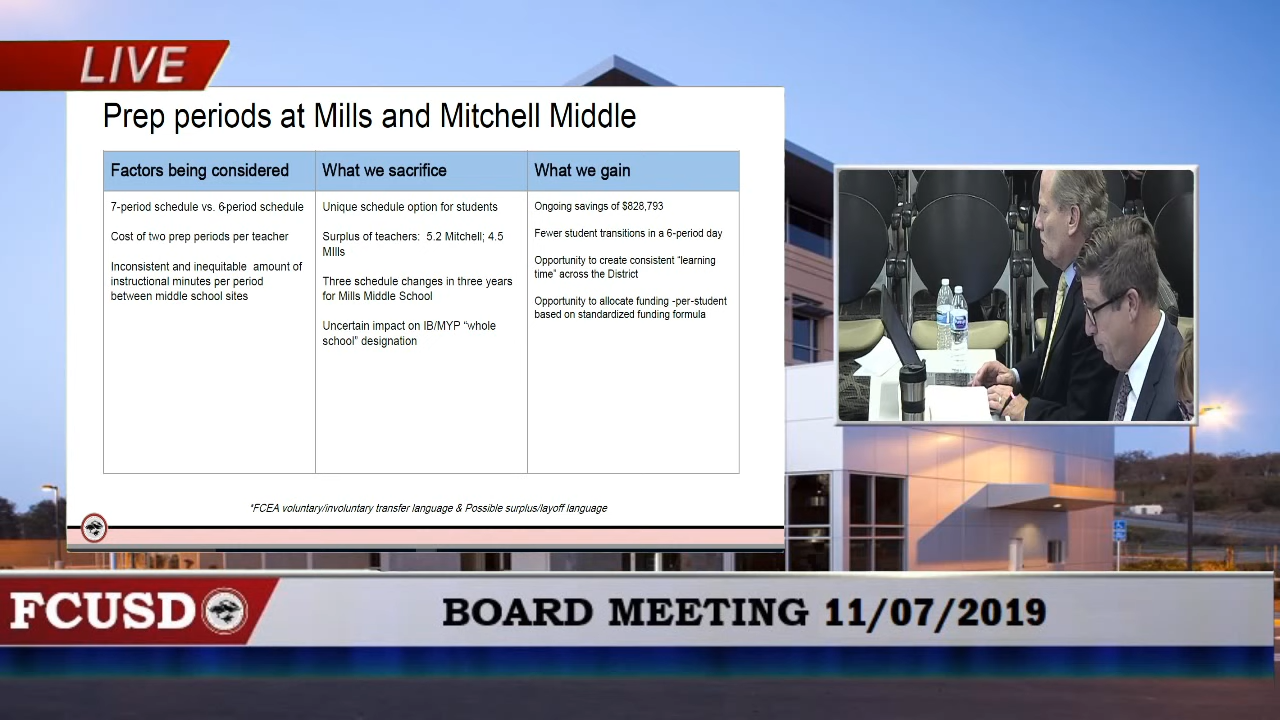 LIVE
Prep periods at Mills and Mitchell Middle
Factors being considered
7-period schedule vs. 6-period schedule
Cost of two prep periods per teacher
Inconsistent and inequitable amount of
instructional minutes per period
between middle school sites
What we sacrifice
Unique schedule option for students
Surplus of teachers: 5.2 Mitchell; 4.5
MIlls
Three schedule changes in three years
for Mills Middle School
Uncertain impact on IB/MYP “whole
school” designation
What we gain
Ongoing savings of $828,793
Fewer student transitions in a 6-period day
Opportunity to create consistent “learning
time” across the District
Opportunity to allocate funding -per-student
based on standardized funding formula
*FCEA voluntary/involuntary transfer language & Possible surplus/layoff language
FCUSD
BOARD MEETING 11/07/2019